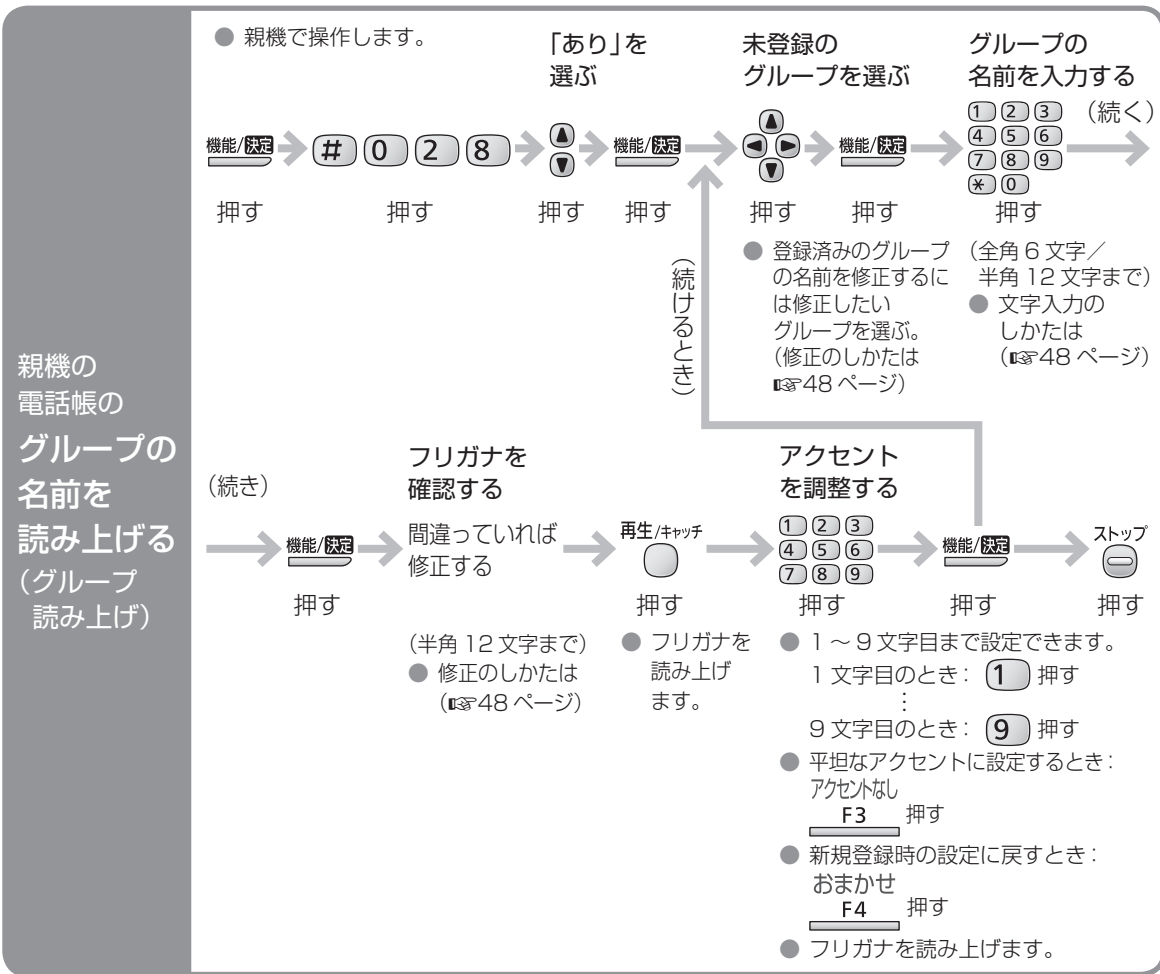 親機の
電話帳の
グループの
名前を
読み上げる
(グループ
読み上げ)
● 親機で操作します。
「あり」を
選ぶ
未登録の
グループを選ぶ
グループの
名前を入力する
機能/決定
# 0 2 8
▲
▼
機能/決定
▲
◀ ▶
▼
機能/決定
1 2 3
4 5 6
7 8 9
* 0
(続く)
押す
押す
押す
押す
押す
押す
押す
● 登録済みのグループ
の名前を修正するに
は修正したい
グループを選ぶ。
(修正のしかたは
☞48 ページ)
(全角 6 文字/
半角 12 文字まで)
● 文字入力の
しかたは
(☞48 ページ)
(続けるとき)
(続き)
機能/決定
押す
フリガナを
確認する
間違っていれば
修正する
(半角 12 文字まで)
● 修正のしかたは
(☞48 ページ)
再生/キャッチ
押す
● フリガナを
読み上げ
ます。
アクセント
を調整する
1 2 3
4 5 6
7 8 9
押す
機能/決定
押す
ストップ
押す
● 1 ~ 9 文字目まで設定できます。
1 文字目のとき: 1 押す
⋮
9 文字目のとき: 9 押す
● 平坦なアクセントに設定するとき:
アクセントなし
F3 押す
● 新規登録時の設定に戻すとき:
おまかせ
F4 押す
● フリガナを読み上げます。